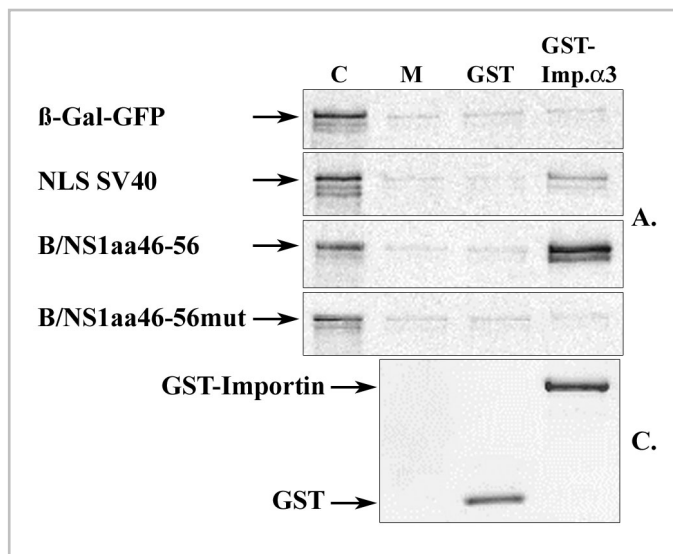 C M GST GST-
Imp.α3
ß-Gal-GFP
NLS SV40
A.
B/NS1aa46-56
B/NS1aa46-56mut
GST-Importin
C.
GST